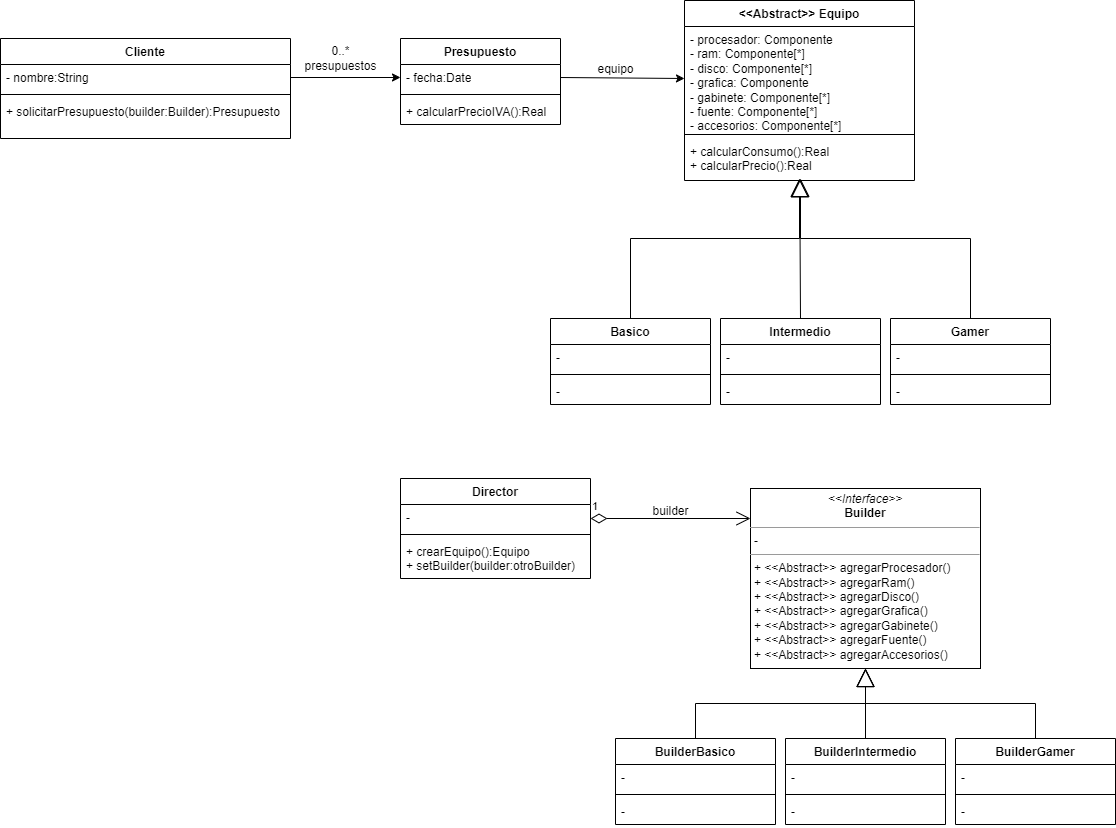 Cliente
- nombre:String
+ solicitarPresupuesto(builder:Builder):Presupuesto
0..*
presupuestos
Presupuesto
- fecha:Date
+ calcularPrecioIVA():Real
equipo
<<Abstract>> Equipo
- procesador: Componente
- ram: Componente[*]
- disco: Componente[*]
- grafica: Componente
- gabinete: Componente[*]
- fuente: Componente[*]
- accesorios: Componente[*]
+ calcularConsumo():Real
+ calcularPrecio():Real
Basico
-
-
Intermedio
-
-
Gamer
-
-
Director
-
+ crearEquipo():Equipo
+ setBuilder(builder:otroBuilder)
1
builder
<<Interface>>
Builder
-
+ <<Abstract>> agregarProcesador()
+ <<Abstract>> agregarRam()
+ <<Abstract>> agregarDisco()
+ <<Abstract>> agregarGrafica()
+ <<Abstract>> agregarGabinete()
+ <<Abstract>> agregarFuente()
+ <<Abstract>> agregarAccesorios()
BuilderBasico
-
-
BuilderIntermedio
-
-
BuilderGamer
-
-